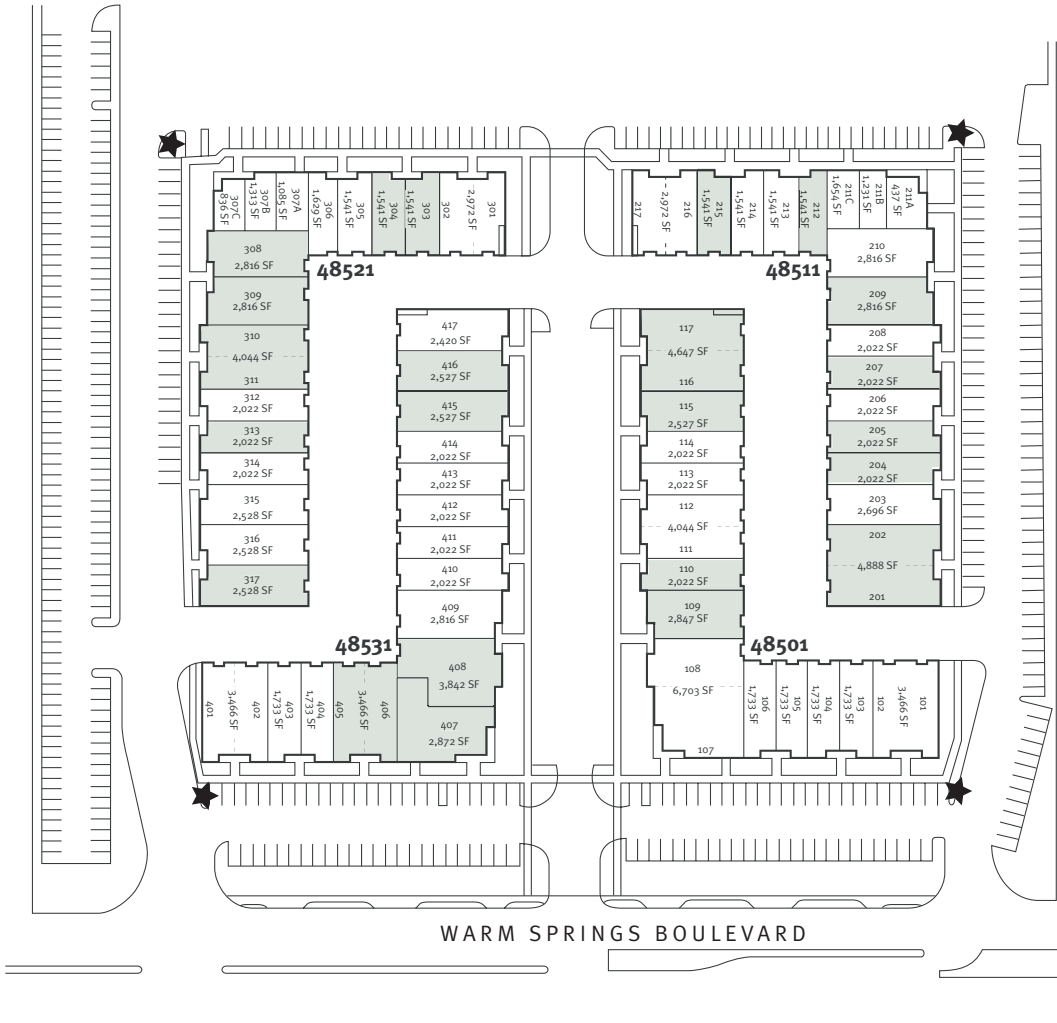 307C
836 SF
307B
1,313 SF
307A
1,085 SF
306
1,629 SF
305
1,541 SF
304
1,541 SF
303
1,541 SF
302
2,972 SF
301
217
2,972 SF
216
215
1,541 SF
214
1,541 SF
213
1,541 SF
212
1,541 SF
211C
1,654 SF
211B
1,231 SF
211A
437 SF
308
2,816 SF
48521
48511
210
2,816 SF
309
2,816 SF
209
2,816 SF
310
4,044 SF
311
417
2,420 SF
117
4,647 SF
116
208
2,022 SF
416
2,527 SF
207
2,022 SF
312
2,022 SF
415
2,527 SF
115
2,527 SF
206
2,022 SF
313
2,022 SF
414
2,022 SF
114
2,022 SF
205
2,022 SF
314
2,022 SF
413
2,022 SF
113
2,022 SF
204
2,022 SF
315
2,528 SF
412
2,022 SF
112
4,044 SF
111
203
2,696 SF
316
2,528 SF
411
2,022 SF
202
4,888 SF
201
317
2,528 SF
410
2,022 SF
110
2,022 SF
409
2,816 SF
109
2,847 SF
48531
48501
408
3,842 SF
108
6,703 SF
107
401
3,466 SF
402
403
1,733 SF
404
1,733 SF
405
3,466 SF
406
407
2,872 SF
106
1,733 SF
105
1,733 SF
104
1,733 SF
103
1,733 SF
102
3,466 SF
101
WARM SPRINGS BOULEVARD